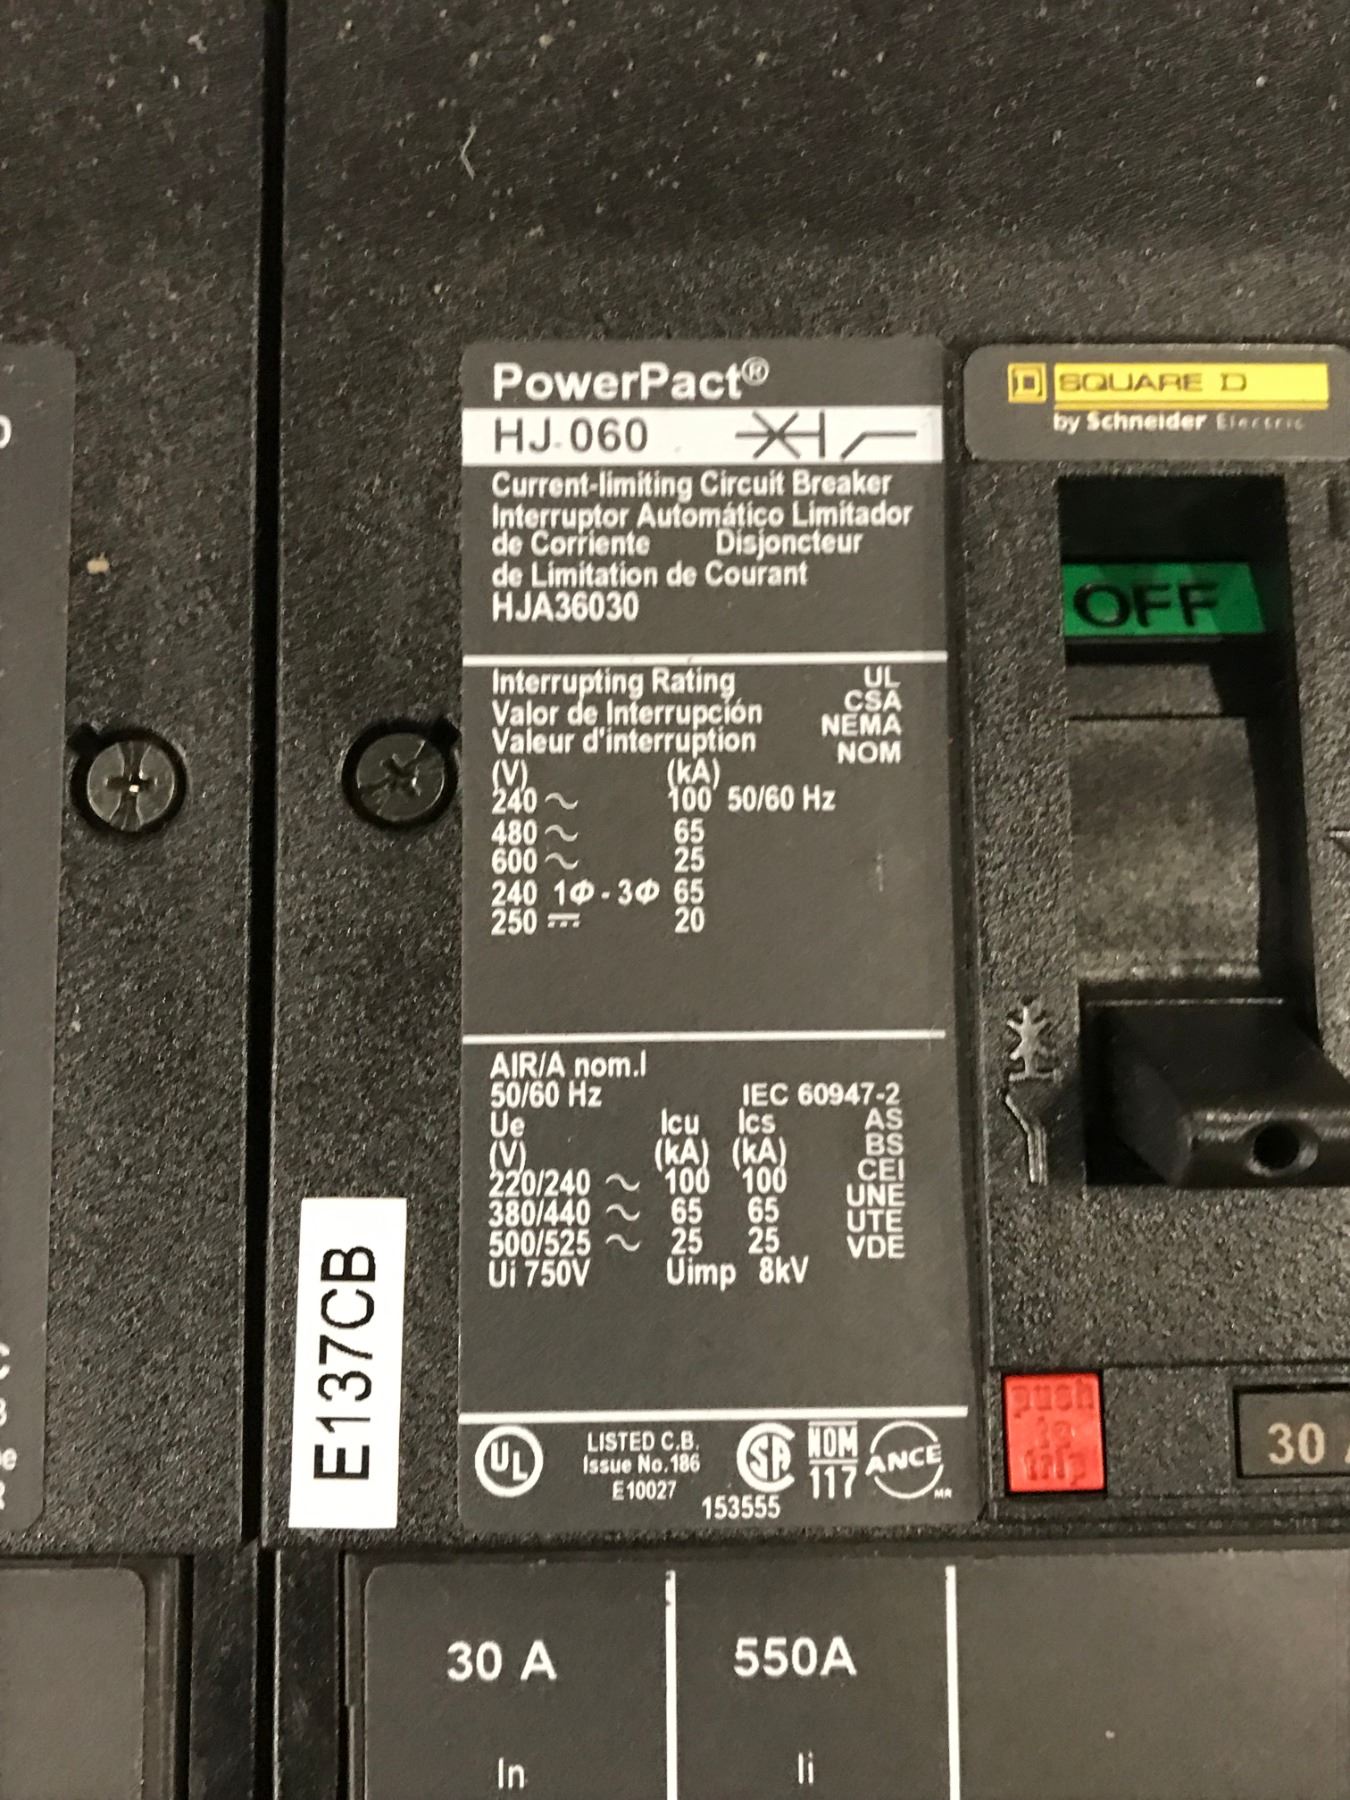 PowerPact®
HJ 060
Current-limiting Circuit Breaker
Interruptor Automático Limitador
de Corriente Disjoncteur
de Limitation de Courant
HJA36030
Interrupting Rating UL
Valor de Interrupción CSA
Valeur d'interruption NEMA
NOM
(V) (kA)
240 ~ 100 50/60 Hz
480 ~ 65
600 ~ 25
240 1Φ - 3Φ 65
250 ⎓ 20
AIR/A nom.I
50/60 Hz IEC 60947-2
Ue Icu Ics AS
(V) (kA) (kA) BS
220/240 ~ 100 100 CEI
380/440 ~ 65 65 UNE
500/525 ~ 25 25 UTE
Ui 750V Uimp 8kV VDE
UL LISTED C.B.
Issue No.186
E10027
153555
SA
NOM
117
ANCE
MR
E137CB
SQUARE D
by Schneider Electric
OFF
push
to
trip
30 A
30 A
In
550A
Ii